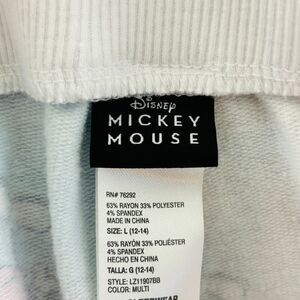 Disney
MICKEY
MOUSE
RN# 76292
63% RAYON 33% POLYESTER
4% SPANDEX
MADE IN CHINA
SIZE: L (12-14)
63% RAYÓN 33% POLIÉSTER
4% SPANDEX
HECHO EN CHINA
TALLA: G (12-14)
STYLE: LZ11907BB
COLOR: MULTI